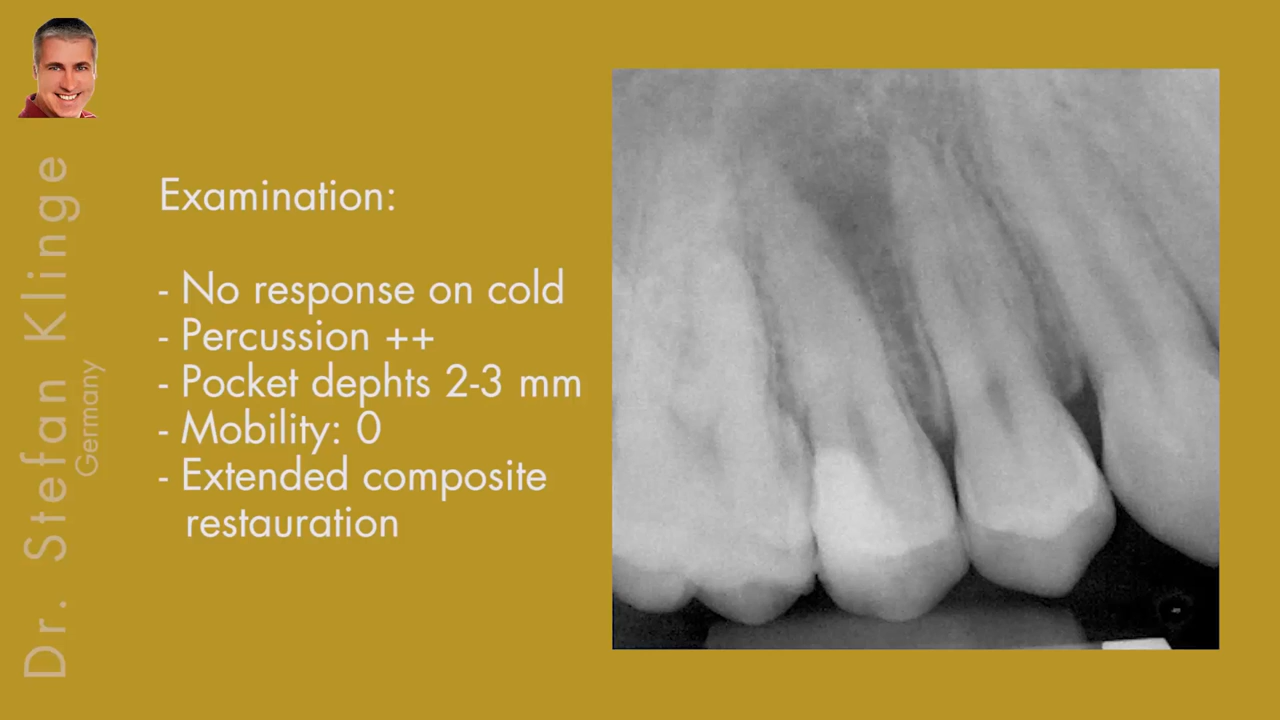 Dr. Stefan Klinge
Germany
Examination:
- No response on cold
- Percussion ++
- Pocket dephts 2-3 mm
- Mobility: 0
- Extended composite
restauration